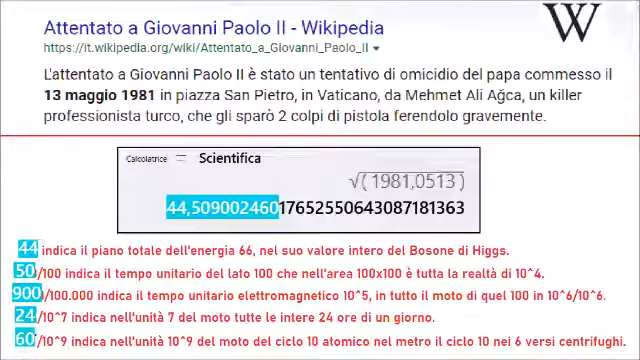 Attentato a Giovanni Paolo II - Wikipedia
W
https://it.wikipedia.org/wiki/Attentato_a_Giovanni_Paolo_II
L'attentato a Giovanni Paolo II è stato un tentativo di omicidio del papa commesso il
13 maggio 1981 in piazza San Pietro, in Vaticano, da Mehmet Ali Ağca, un killer
professionista turco, che gli sparò 2 colpi di pistola ferendolo gravemente.
Calcolatrice = Scientifica
√( 1981,0513 )
44,50900246017652550643087181363
44 indica il piano totale dell'energia 66, nel suo valore intero del Bosone di Higgs.
50/100 indica il tempo unitario del lato 100 che nell'area 100x100 è tutta la realtà di 10^4.
900/100.000 indica il tempo unitario elettromagnetico 10^5, in tutto il moto di quel 100 in 10^6/10^6.
24/10^7 indica nell'unità 7 del moto tutte le intere 24 ore di un giorno.
60/10^9 indica nell'unità 10^9 del moto del ciclo 10 atomico nel metro il ciclo 10 nei 6 versi centrifughi.